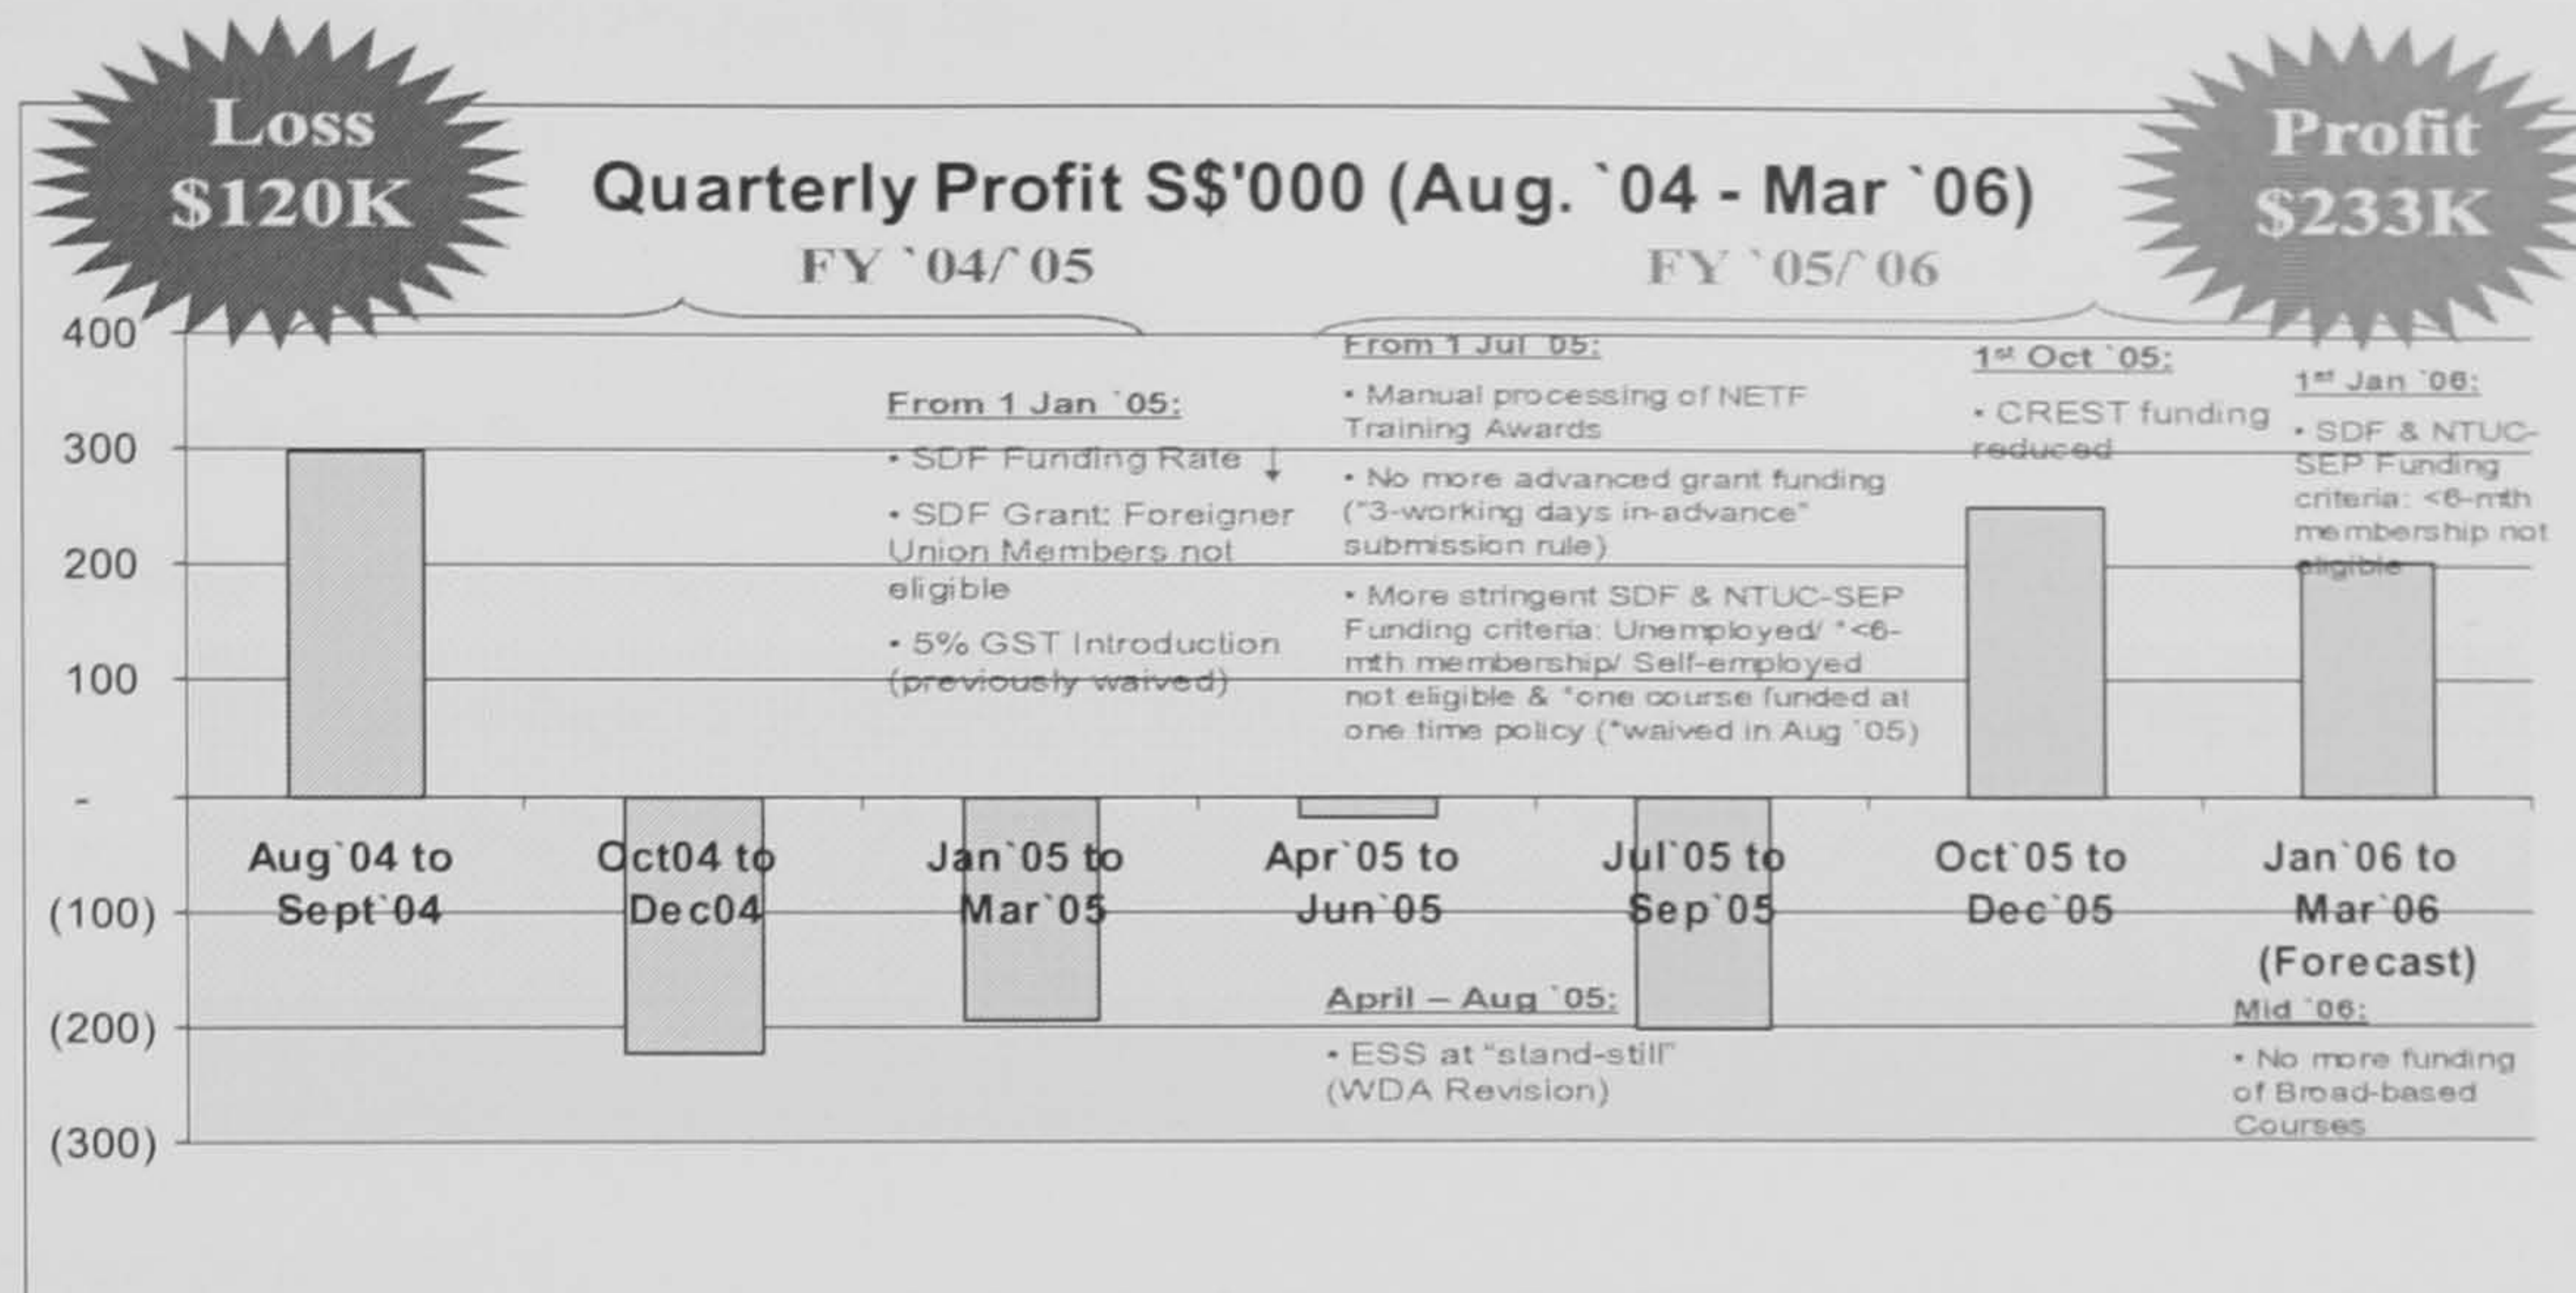 Loss
$120K
Profit
$233K
Quarterly Profit S$'000 (Aug. `04 - Mar `06)
FY `04/`05
FY `05/`06
400
300
200
100
-
(100)
(200)
(300)
From 1 Jan `05:
• SDF Funding Rate ↓
• SDF Grant: Foreigner
Union Members not
eligible
• 5% GST Introduction
(previously waived)
From 1 Jul `05:
• Manual processing of NETF
Training Awards
• No more advanced grant funding
("3-working days in-advance"
submission rule)
• More stringent SDF & NTUC-SEP
Funding criteria: Unemployed/ *<6-
mth membership/ Self-employed
not eligible & *one course funded at
one time policy (*waived in Aug `05)
1st Oct `05:
• CREST funding
reduced
1st Jan `06:
• SDF & NTUC-
SEP Funding
criteria: <6-mth
membership not
eligible
Aug`04 to
Sept`04
Oct04 to
Dec04
Jan`05 to
Mar`05
Apr`05 to
Jun`05
Jul`05 to
Sep`05
Oct`05 to
Dec`05
Jan`06 to
Mar`06
(Forecast)
April – Aug `05:
• ESS at "stand-still"
(WDA Revision)
Mid `06:
• No more funding
of Broad-based
Courses